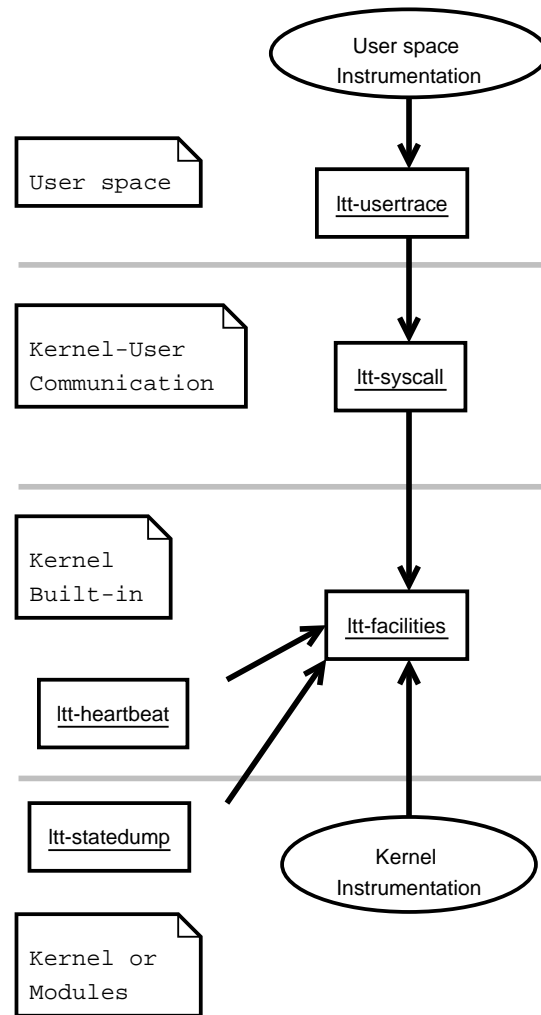 User space
Instrumentation
User space
ltt-usertrace
Kernel-User
Communication
ltt-syscall
Kernel
Built-in
ltt-facilities
ltt-heartbeat
ltt-statedump
Kernel
Instrumentation
Kernel or
Modules